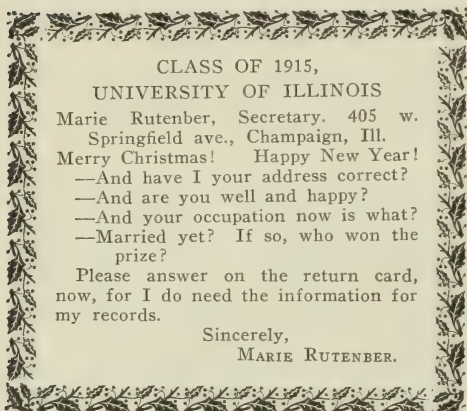 CLASS OF 1915,
UNIVERSITY OF ILLINOIS
Marie Rutenber, Secretary. 405 w.
Springfield ave., Champaign, Ill.
Merry Christmas! Happy New Year!
—And have I your address correct?
—And are you well and happy?
—And your occupation now is what?
—Married yet? If so, who won the
prize?
Please answer on the return card,
now, for I do need the information for
my records.
Sincerely,
MARIE RUTENBER.